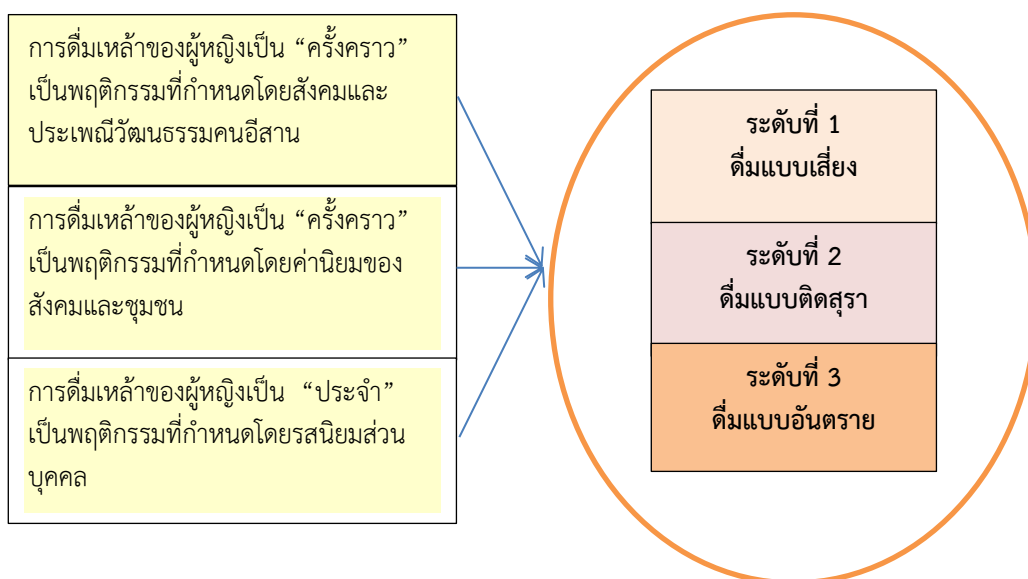 การดื่มเหล้าของผู้หญิงเป็น “ครั้งคราว”
เป็นพฤติกรรมที่กำหนดโดยสังคมและ
ประเพณีวัฒนธรรมคนอีสาน
การดื่มเหล้าของผู้หญิงเป็น “ครั้งคราว”
เป็นพฤติกรรมที่กำหนดโดยค่านิยมของ
สังคมและชุมชน
การดื่มเหล้าของผู้หญิงเป็น “ประจำ”
เป็นพฤติกรรมที่กำหนดโดยรสนิยมส่วน
บุคคล
ระดับที่ 1
ดื่มแบบเสี่ยง
ระดับที่ 2
ดื่มแบบติดสุรา
ระดับที่ 3
ดื่มแบบอันตราย